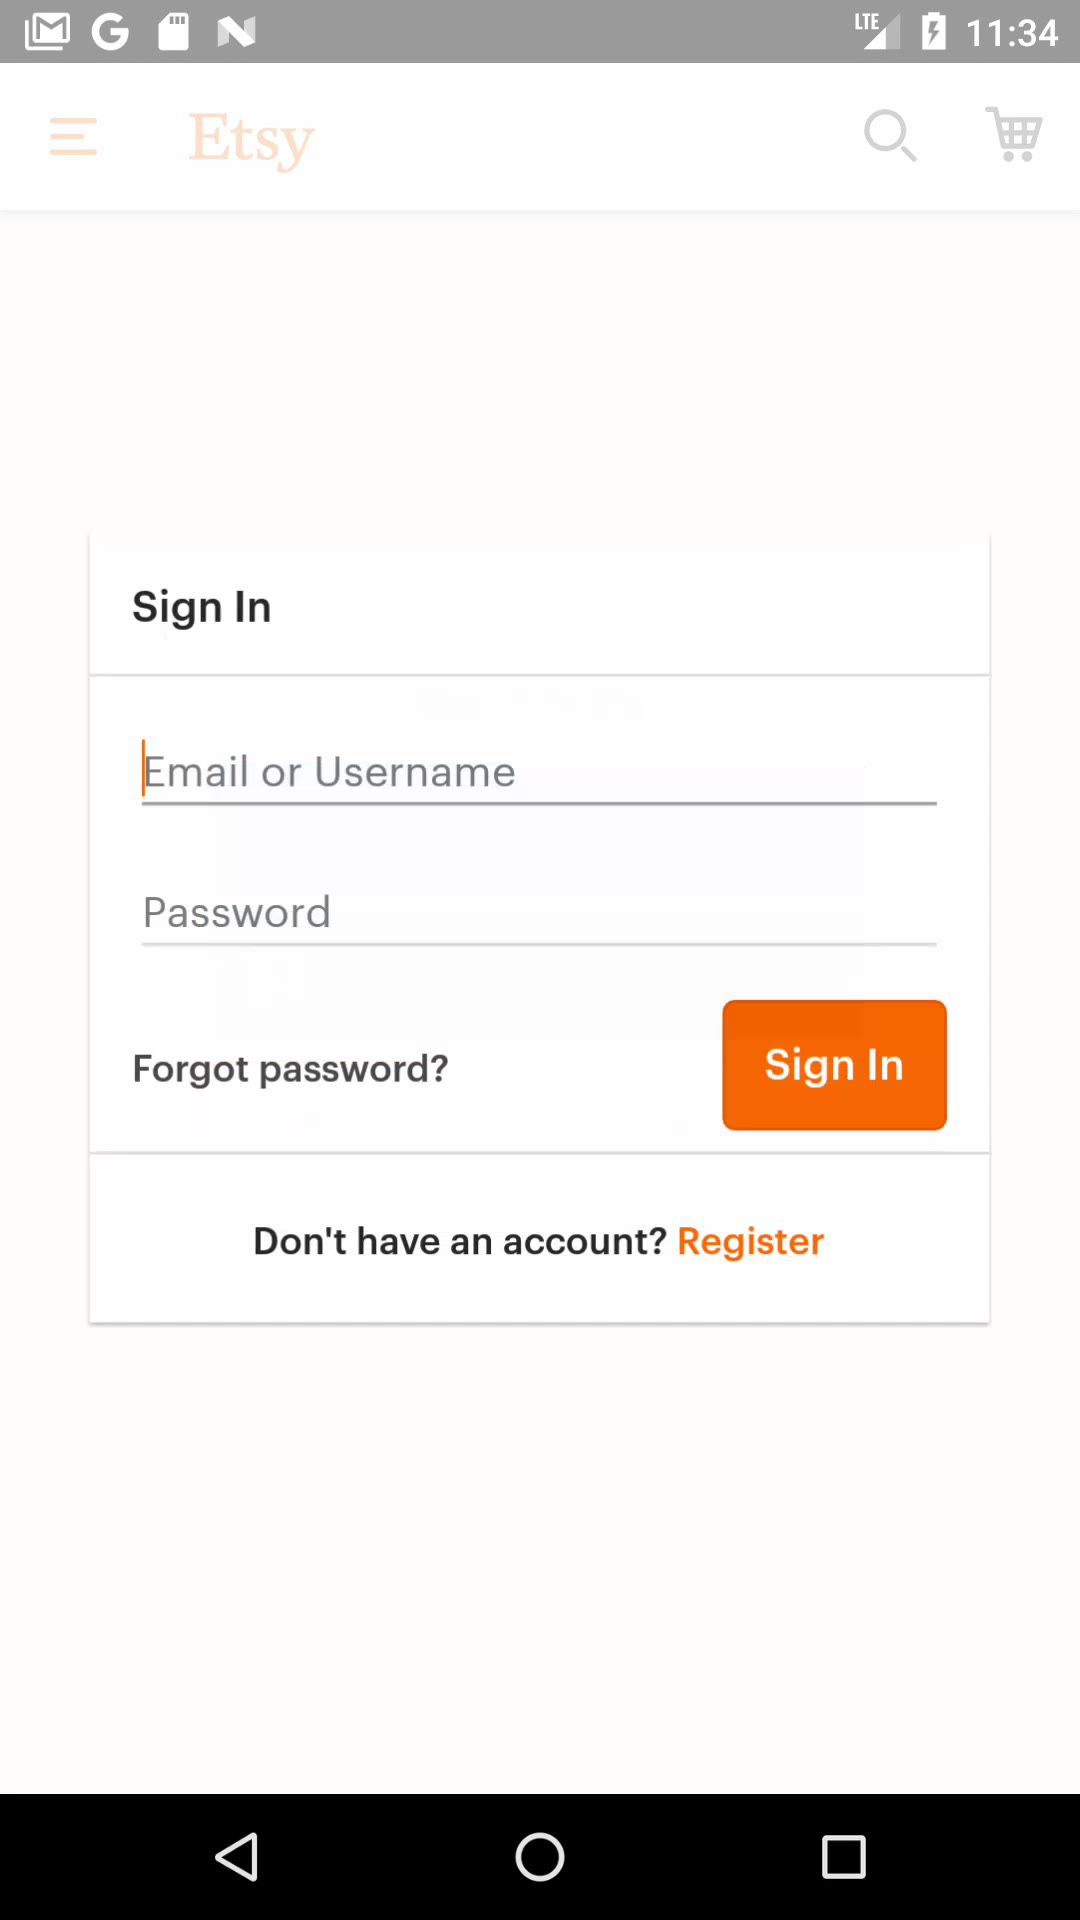 LTE 11:34
Etsy
Sign In
Email or Username
Password
Forgot password? Sign In
Don't have an account? Register